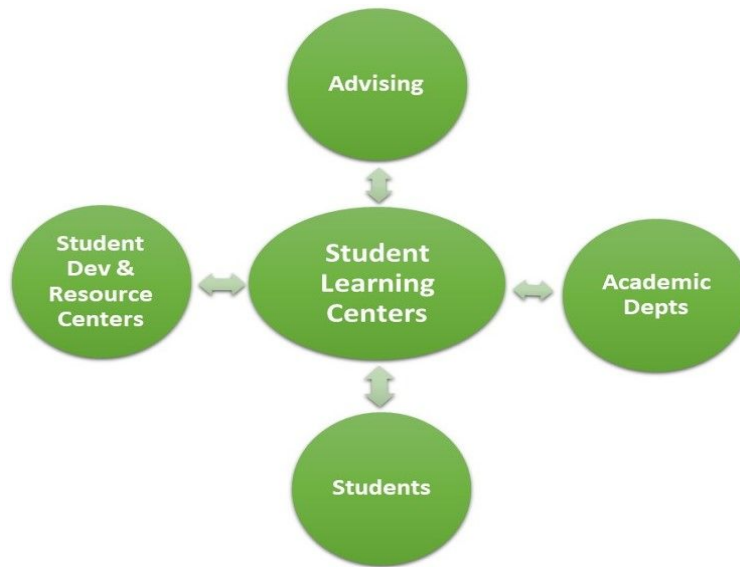 Advising
Student
Dev &
Resource
Centers
Student
Learning
Centers
Academic
Depts
Students